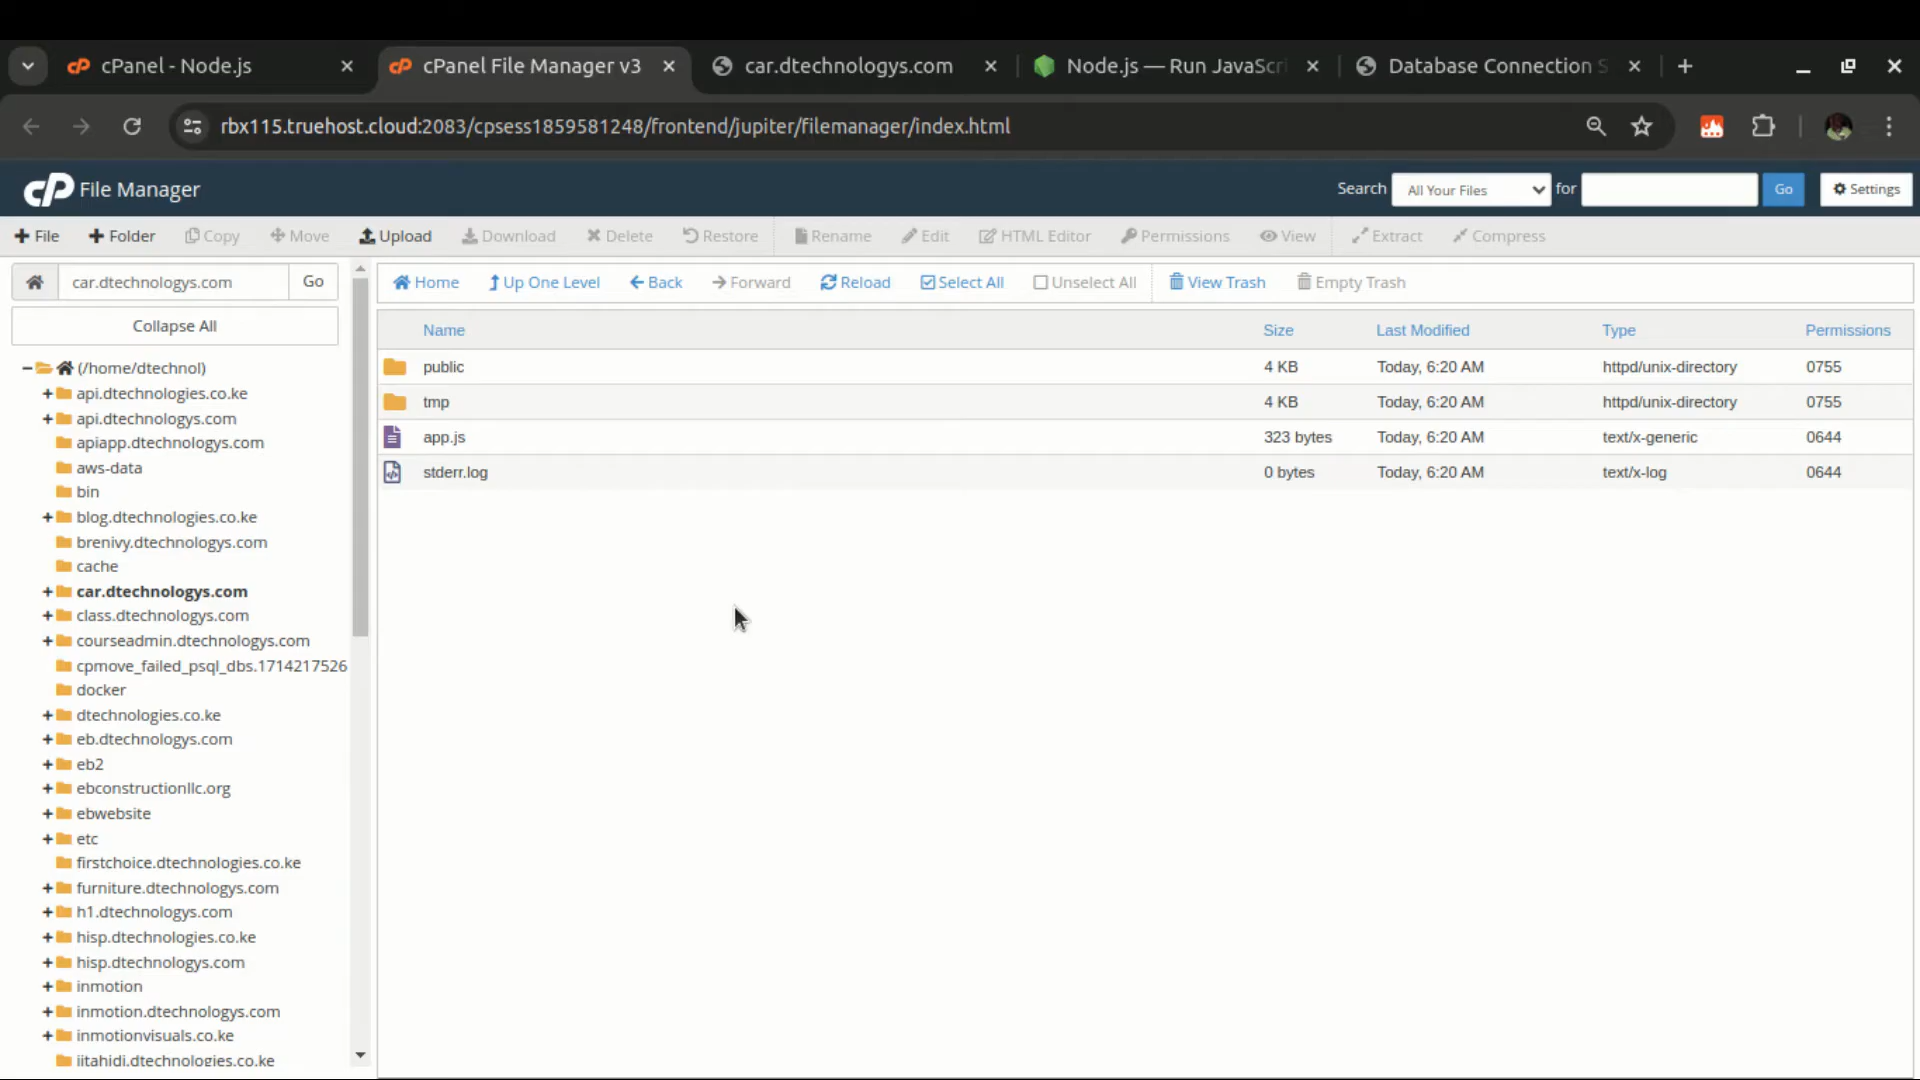 cPanel - Node.js
cPanel File Manager v3
car.dtechnologys.com
Node.js — Run JavaScri
Database Connection S
rbx115.truehost.cloud:2083/cpsess1859581248/frontend/jupiter/filemanager/index.html
cP File Manager
Search All Your Files for Go Settings
File Folder Copy Move Upload Download Delete Restore Rename Edit HTML Editor Permissions View Extract Compress
car.dtechnologys.com Go
Home Up One Level Back Forward Reload Select All Unselect All View Trash Empty Trash
Collapse All
Name Size Last Modified Type Permissions
public 4 KB Today, 6:20 AM httpd/unix-directory 0755
tmp 4 KB Today, 6:20 AM httpd/unix-directory 0755
app.js 323 bytes Today, 6:20 AM text/x-generic 0644
stderr.log 0 bytes Today, 6:20 AM text/x-log 0644
(/home/dtechnol)
api.dtechnologies.co.ke
api.dtechnologys.com
apiapp.dtechnologys.com
aws-data
bin
blog.dtechnologies.co.ke
brenivy.dtechnologys.com
cache
car.dtechnologys.com
class.dtechnologys.com
courseadmin.dtechnologys.com
cpmove_failed_psql_dbs.1714217526
docker
dtechnologies.co.ke
eb.dtechnologys.com
eb2
ebconstructionllc.org
ebwebsite
etc
firstchoice.dtechnologies.co.ke
furniture.dtechnologys.com
h1.dtechnologys.com
hisp.dtechnologies.co.ke
hisp.dtechnologys.com
inmotion
inmotion.dtechnologys.com
inmotionvisuals.co.ke
iitahidi.dtechnologies.co.ke